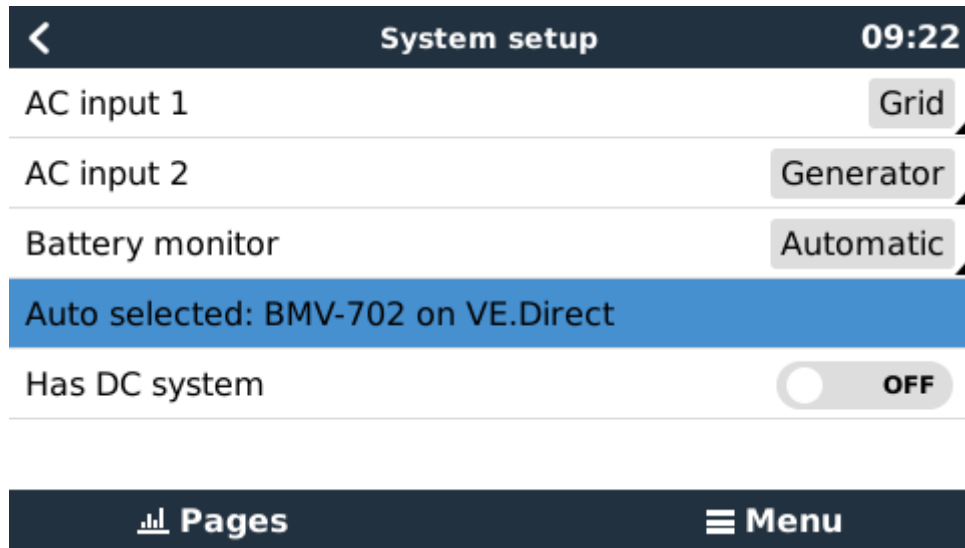 System setup 09:22
AC input 1 Grid
AC input 2 Generator
Battery monitor Automatic
Auto selected: BMV-702 on VE.Direct
Has DC system OFF
Pages Menu